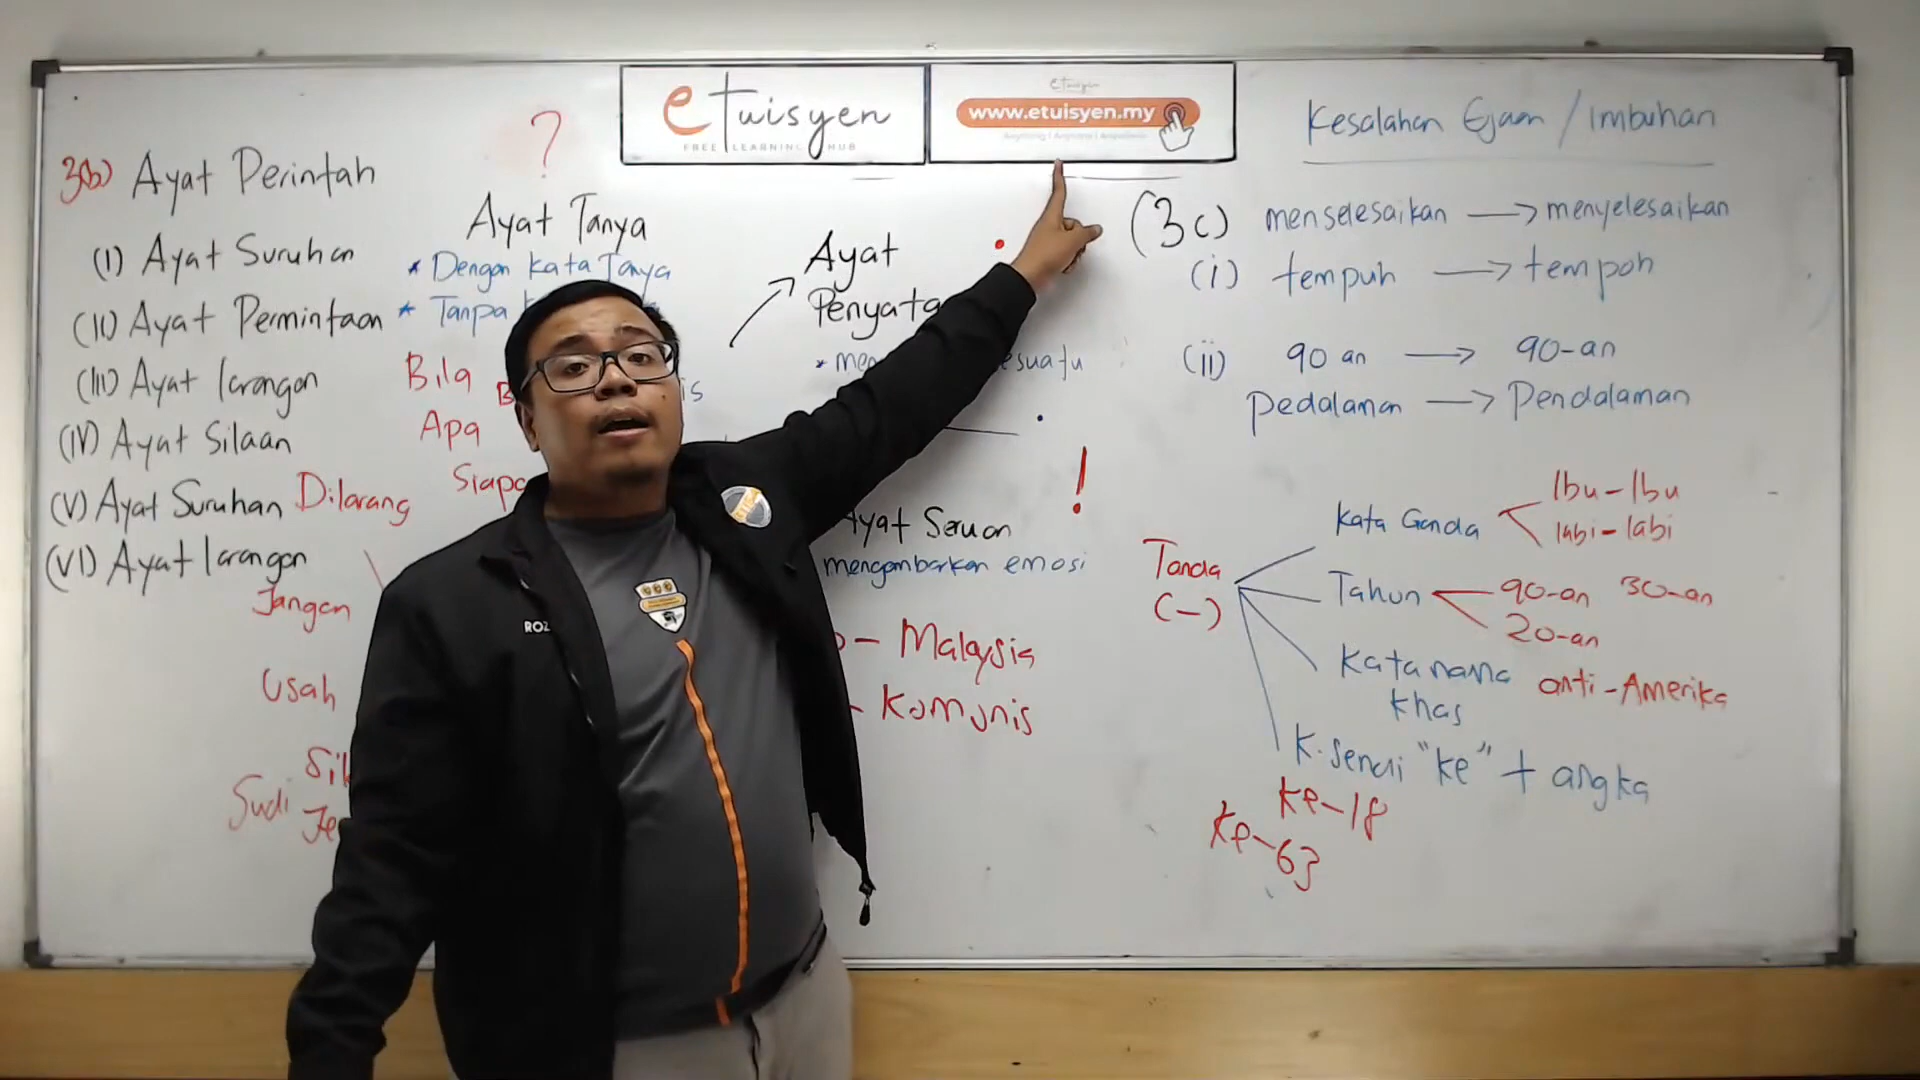 e Tuisyen
FREE LEARNING HUB
etuisyen
www.etuisyen.my
3(b) Ayat Perintah
(I) Ayat Suruhan
(II) Ayat Permintaan
(III) Ayat larangan
(IV) Ayat Silaan
(V) Ayat Suruhan Dilarang
(VI) Ayat larangan
Jangan
Usah
Sudi
?
Ayat Tanya
* Dengan Kata Tanya
* Tanpa
Bila
Apa
Siapa
Ayat
Penyata
.
!
Ayat Seruan
mengambarkan emosi
- Malaysia
- Komunis
Kesalahan Ejaan / Imbuhan
(3c) menselesaikan → menyelesaikan
(i) tempuh → tempoh
(ii) 90 an → 90-an
Pedalaman → Pendalaman
Tanda
(-)
Kata Ganda
Ibu-Ibu
labi-labi
Tahun
90-an 30-an
20-an
Kata nama
khas
anti-Amerika
K. Sendi "ke" + angka
Ke-18
Ke-63
ROZ